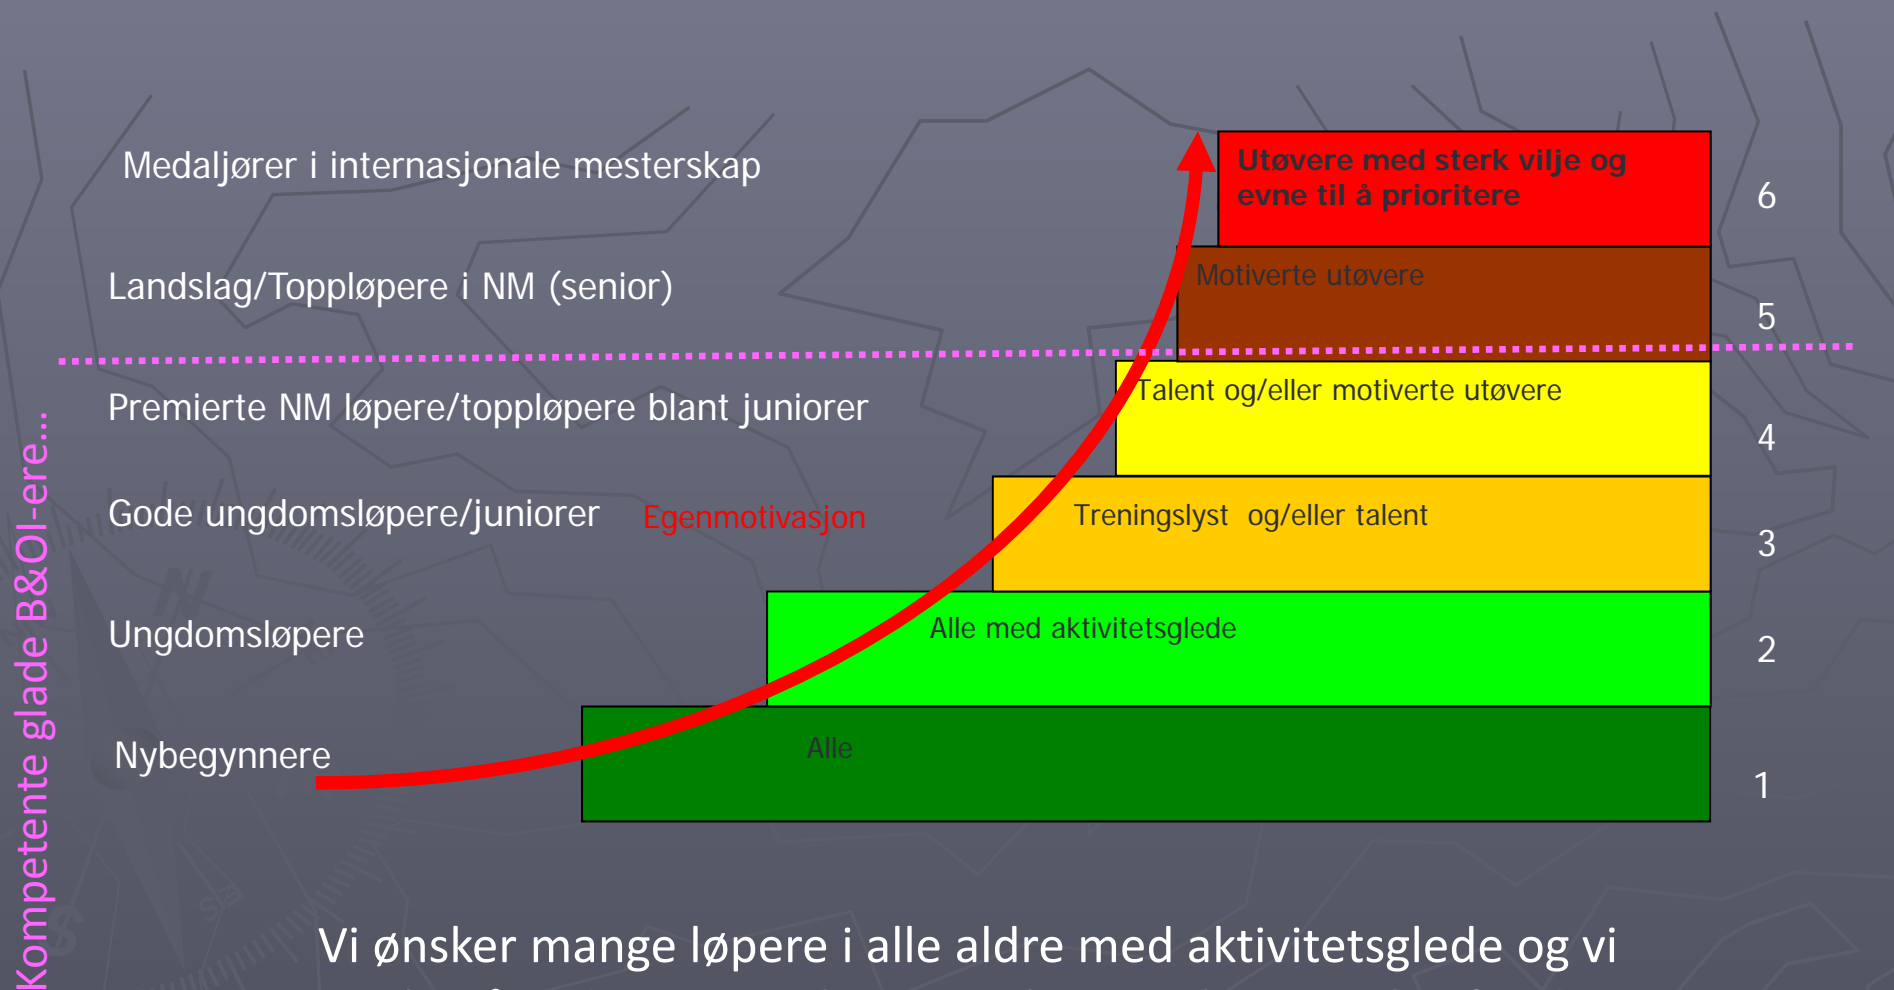 Medaljører i internasjonale mesterskap
Utøvere med sterk vilje og
evne til å prioritere
6
Landslag/Toppløpere i NM (senior)
Motiverte utøvere
5
Premierte NM løpere/toppløpere blant juniorer
Talent og/eller motiverte utøvere
4
Gode ungdomsløpere/juniorer
Egenmotivasjon
Treningslyst og/eller talent
3
Ungdomsløpere
Alle med aktivitetsglede
2
Nybegynnere
Alle
1
Kompetente glade B&OI-ere...
Vi ønsker mange løpere i alle aldre med aktivitetsglede og vi
N
S
SE